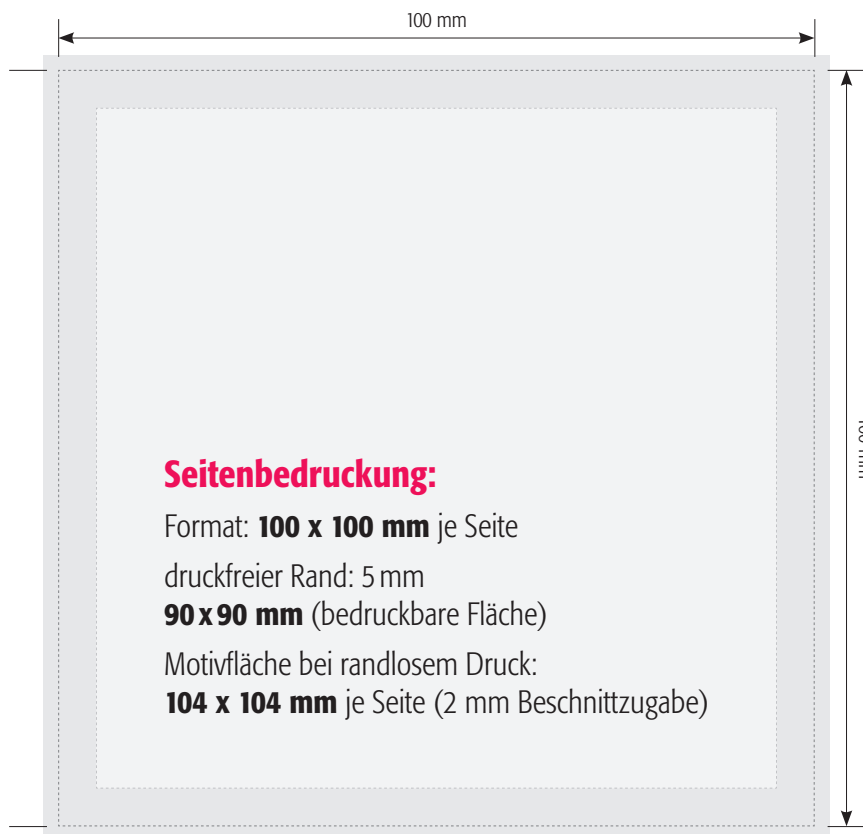 100 mm
Seitenbedruckung:
Format: 100 x 100 mm je Seite
druckfreier Rand: 5 mm
90 x 90 mm (bedruckbare Fläche)
Motivfläche bei randlosem Druck:
104 x 104 mm je Seite (2 mm Beschnittzugabe)